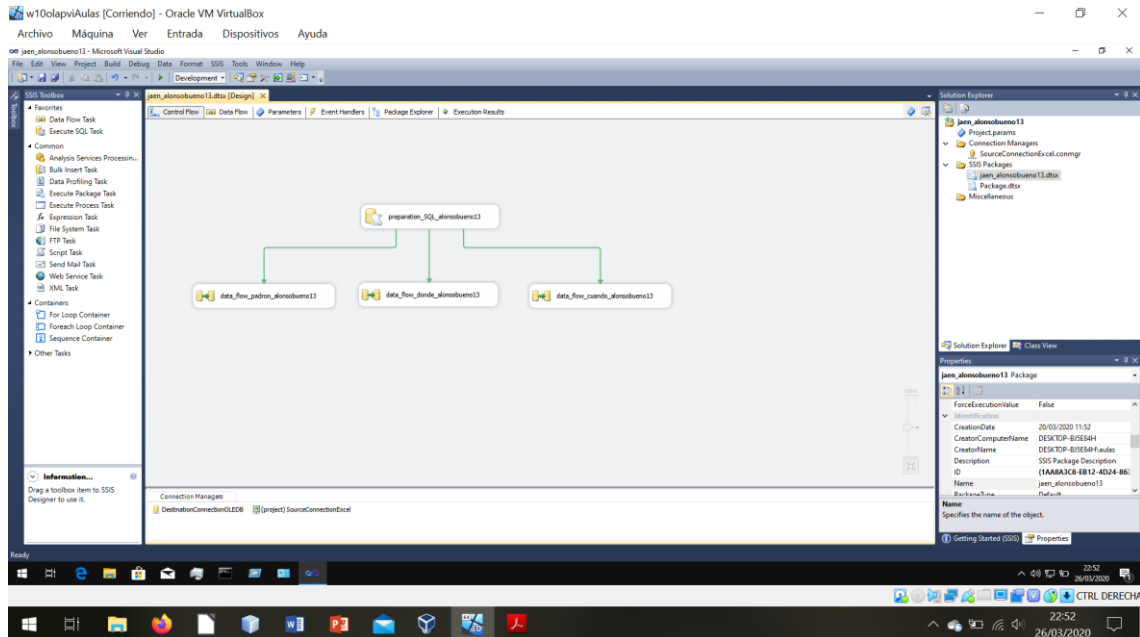 w10olapviAulas [Corriendo] - Oracle VM VirtualBox
Archivo Máquina Ver Entrada Dispositivos Ayuda
jaen_alonsobueno13 - Microsoft Visual Studio
File Edit View Project Build Debug Data Format SSIS Tools Window Help
Development
SSIS Toolbox
Favorites
Data Flow Task
Execute SQL Task
Common
Analysis Services Processin...
Bulk Insert Task
Data Profiling Task
Execute Package Task
Execute Process Task
Expression Task
File System Task
FTP Task
Script Task
Send Mail Task
Web Service Task
XML Task
Containers
For Loop Container
Foreach Loop Container
Sequence Container
Other Tasks
Information...
Drag a toolbox item to SSIS
Designer to use it.
jaen_alonsobueno13.dtsx [Design]
Control Flow Data Flow Parameters Event Handlers Package Explorer Execution Results
preparation_SQL_alonsobueno13
data_flow_padron_alonsobueno13
data_flow_donde_alonsobueno13
data_flow_cuando_alonsobueno13
Connection Managers
DestinationConnectionOLEDB (project) SourceConnectionExcel
Solution Explorer
jaen_alonsobueno13
Project.params
Connection Managers
SourceConnectionExcel.conmgr
SSIS Packages
jaen_alonsobueno13.dtsx
Package.dtsx
Miscellaneous
Solution Explorer Class View
Properties
jaen_alonsobueno13 Package
ForceExecutionValue False
Identification
CreationDate 20/03/2020 11:52
CreatorComputerName DESKTOP-BJSE84H
CreatorName DESKTOP-BJSE84H\aulas
Description SSIS Package Description
ID {1AA8A3C8-EB12-4D24-863
Name jaen_alonsobueno13
PackageType Default
Name
Specifies the name of the object.
Getting Started (SSIS) Properties
Ready
22:52
26/03/2020
CTRL DERECHA
22:52
26/03/2020